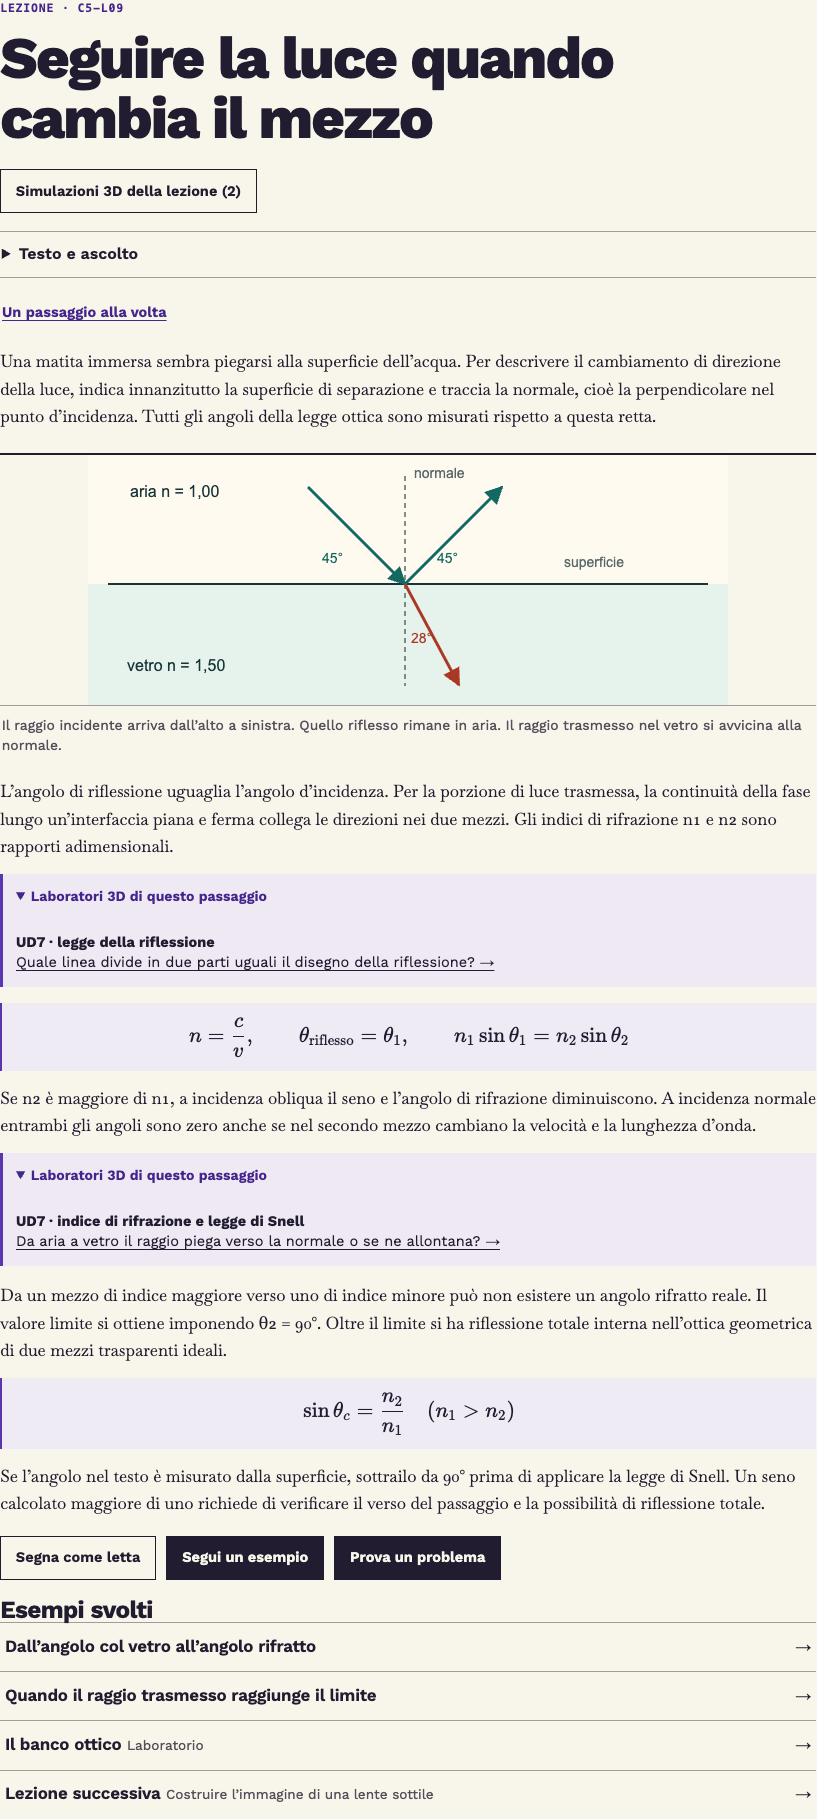 LEZIONE · C5-L09
Seguire la luce quando
cambia il mezzo
Simulazioni 3D della lezione (2)
▶ Testo e ascolto
Un passaggio alla volta
Una matita immersa sembra piegarsi alla superficie dell’acqua. Per descrivere il cambiamento di direzione
della luce, indica innanzitutto la superficie di separazione e traccia la normale, cioè la perpendicolare nel
punto d’incidenza. Tutti gli angoli della legge ottica sono misurati rispetto a questa retta.
normale
aria n = 1,00
45°
45°
superficie
28°
vetro n = 1,50
Il raggio incidente arriva dall’alto a sinistra. Quello riflesso rimane in aria. Il raggio trasmesso nel vetro si avvicina alla
normale.
L’angolo di riflessione uguaglia l’angolo d’incidenza. Per la porzione di luce trasmessa, la continuità della fase
lungo un’interfaccia piana e ferma collega le direzioni nei due mezzi. Gli indici di rifrazione n1 e n2 sono
rapporti adimensionali.
▼ Laboratori 3D di questo passaggio
UD7 · legge della riflessione
Quale linea divide in due parti uguali il disegno della riflessione? →
n = c/v, θ_riflesso = θ₁, n₁ sin θ₁ = n₂ sin θ₂
Se n2 è maggiore di n1, a incidenza obliqua il seno e l’angolo di rifrazione diminuiscono. A incidenza normale
entrambi gli angoli sono zero anche se nel secondo mezzo cambiano la velocità e la lunghezza d’onda.
▼ Laboratori 3D di questo passaggio
UD7 · indice di rifrazione e legge di Snell
Da aria a vetro il raggio piega verso la normale o se ne allontana? →
Da un mezzo di indice maggiore verso uno di indice minore può non esistere un angolo rifratto reale. Il
valore limite si ottiene imponendo θ2 = 90°. Oltre il limite si ha riflessione totale interna nell’ottica geometrica
di due mezzi trasparenti ideali.
sin θ_c = n₂/n₁ (n₁ > n₂)
Se l’angolo nel testo è misurato dalla superficie, sottrailo da 90° prima di applicare la legge di Snell. Un seno
calcolato maggiore di uno richiede di verificare il verso del passaggio e la possibilità di riflessione totale.
Segna come letta
Segui un esempio
Prova un problema
Esempi svolti
Dall’angolo col vetro all’angolo rifratto →
Quando il raggio trasmesso raggiunge il limite →
Il banco ottico Laboratorio →
Lezione successiva Costruire l’immagine di una lente sottile →